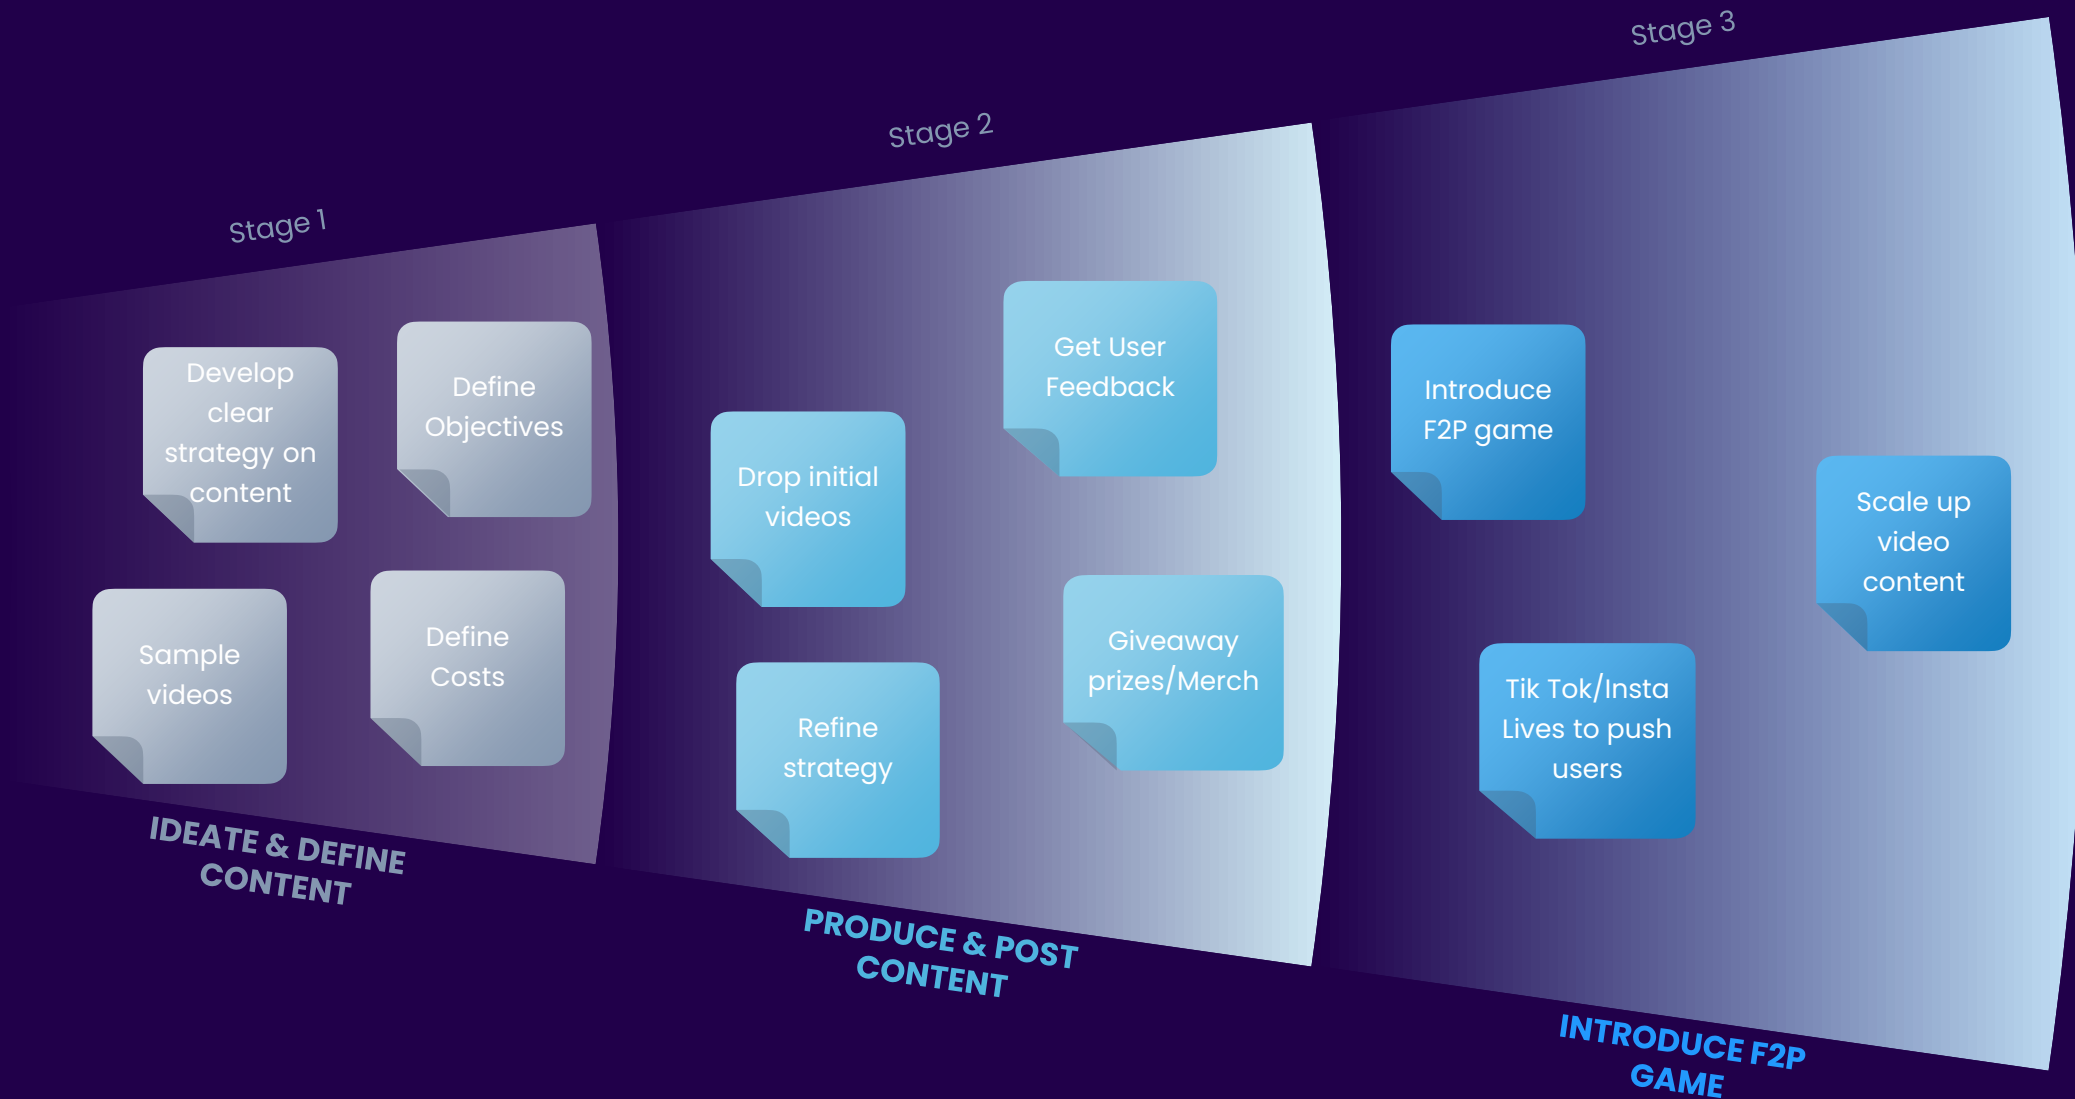 Stage 1
Develop
clear
strategy on
content
Define
Objectives
Sample
videos
Define
Costs
IDEATE & DEFINE
CONTENT
Stage 2
Drop initial
videos
Get User
Feedback
Refine
strategy
Giveaway
prizes/Merch
PRODUCE & POST
CONTENT
Stage 3
Introduce
F2P game
Scale up
video
content
Tik Tok/Insta
Lives to push
users
INTRODUCE F2P
GAME